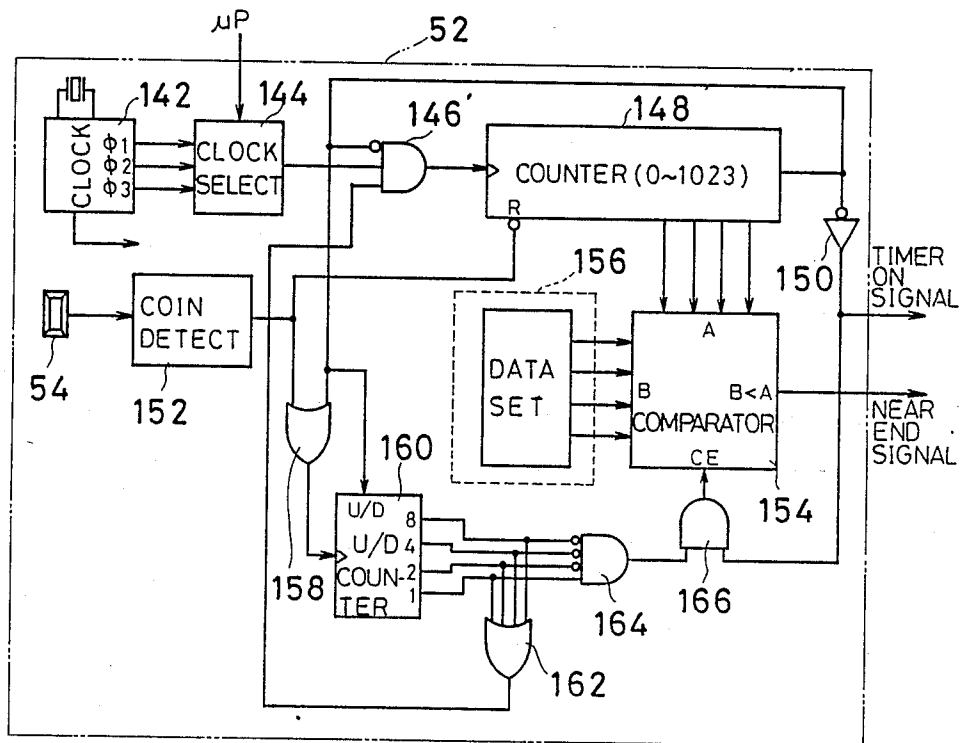 μP
52
142
144
146'
148
CLOCK
φ1
φ2
φ3
CLOCK
SELECT
COUNTER (0~1023)
R
150
TIMER
ON
SIGNAL
156
COIN
DETECT
54
152
DATA
SET
A
B
B<A
COMPARATOR
CE
NEAR
END
SIGNAL
154
160
158
U/D
U/D
COUN-
TER
8
4
2
1
164
166
162